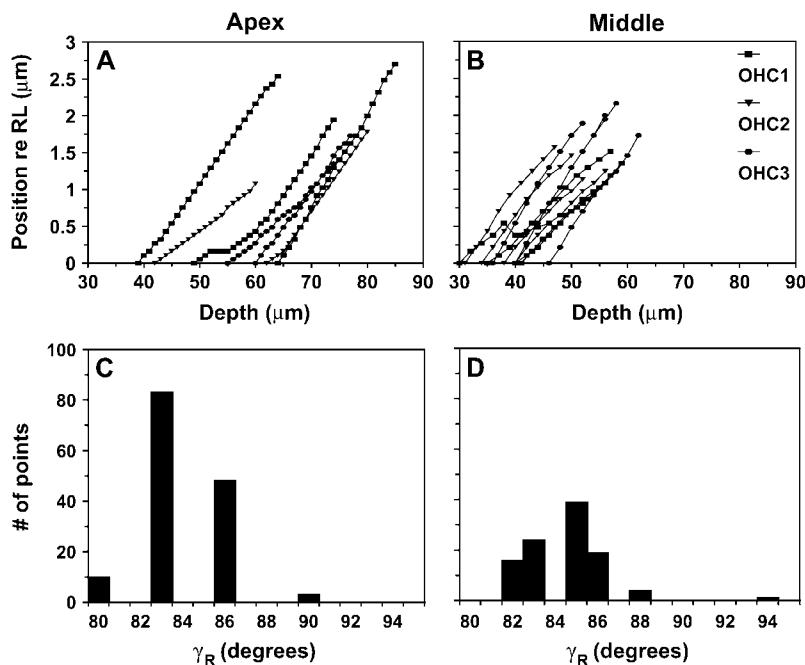 Apex
Middle
A
B
Position re RL (μm)
3
2.5
2
1.5
1
0.5
0
OHC1
OHC2
OHC3
30 40 50 60 70 80 90
30 40 50 60 70 80 90
Depth (μm)
Depth (μm)
C
D
# of points
100
80
60
40
20
0
80 82 84 86 88 90 92 94
80 82 84 86 88 90 92 94
γR (degrees)
γR (degrees)